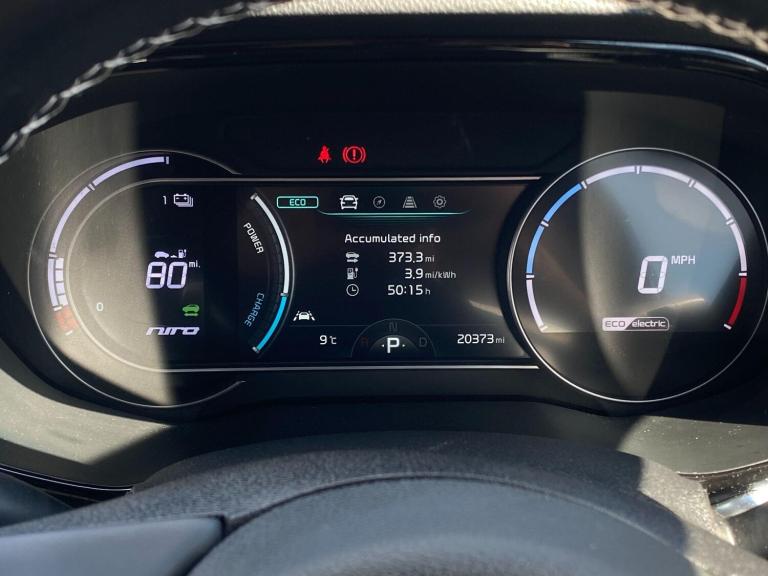 1
80 mi.
0
niro
POWER
CHARGE
ECO
Accumulated info
373.3 mi
3.9 mi/kWh
50:15 h
9 °C
N
R P D
20373 mi
0 MPH
ECO electric